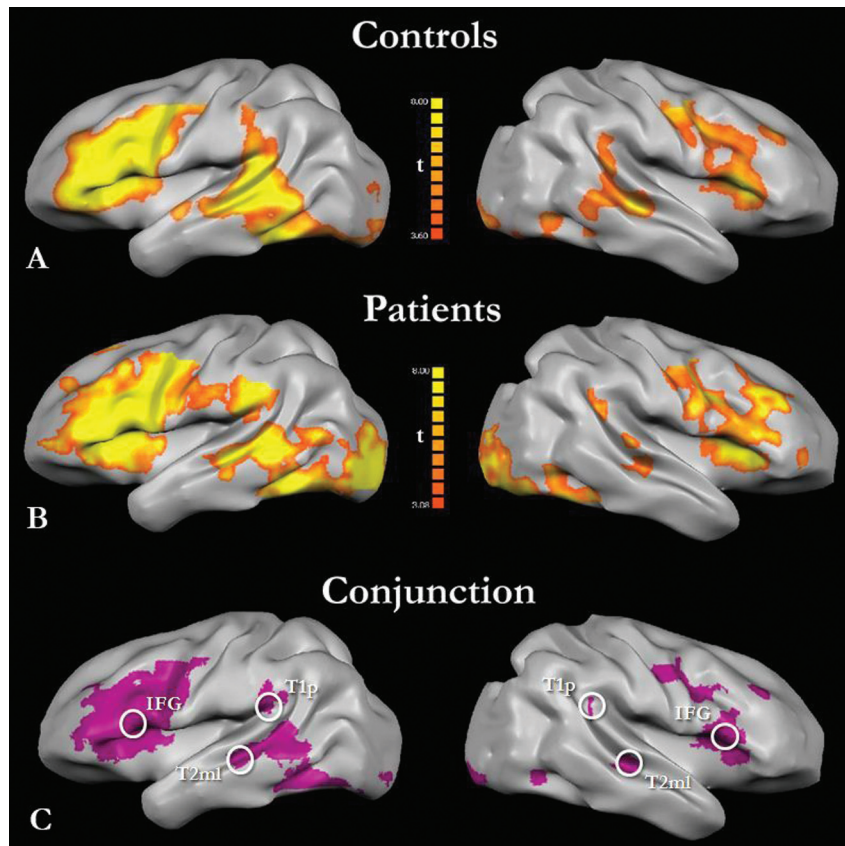 Controls
8.00
t
3.60
A
Patients
8.00
t
3.08
B
Conjunction
IFG
T1p
T2ml
T1p
IFG
T2ml
C